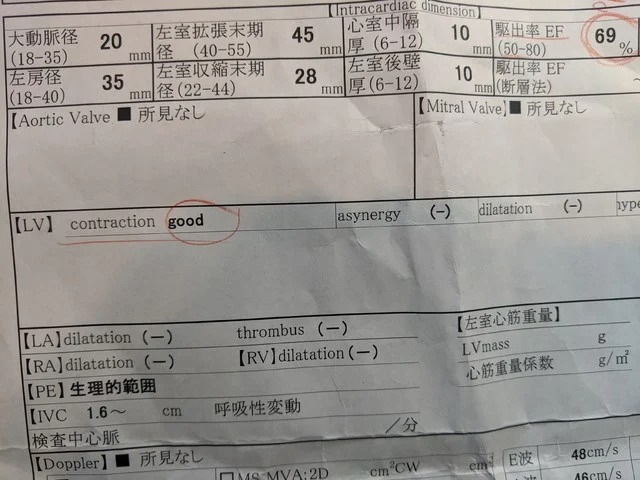 Intracardiac dimension】
大動脈径 20 mm 左室拡張末期 45 mm 心室中隔 10 mm 駆出率 EF 69 %
(18-35) 径 (40-55) 厚 (6-12) (50-80)
左房径 35 mm 左室収縮末期 28 mm 左室後壁 10 mm 駆出率 EF
(18-40) 径 (22-44) 厚 (6-12) (断層法)
【Aortic Valve ■ 所見なし 【Mitral Valve】■ 所見なし
【LV】 contraction good asynergy (-) dilatation (-) hype
【LA】dilatation (-) thrombus (-) 【左室心筋重量】
【RA】dilatation (-) 【RV】dilatation (-) LVmass g
【PE】生理的範囲 心筋重量係数 g/m²
【IVC 1.6～ cm 呼吸性変動
検査中心脈 /分
【Doppler】■ 所見なし
□MS MVA:2D cm²CW cm² E波 48cm/s
46cm/s